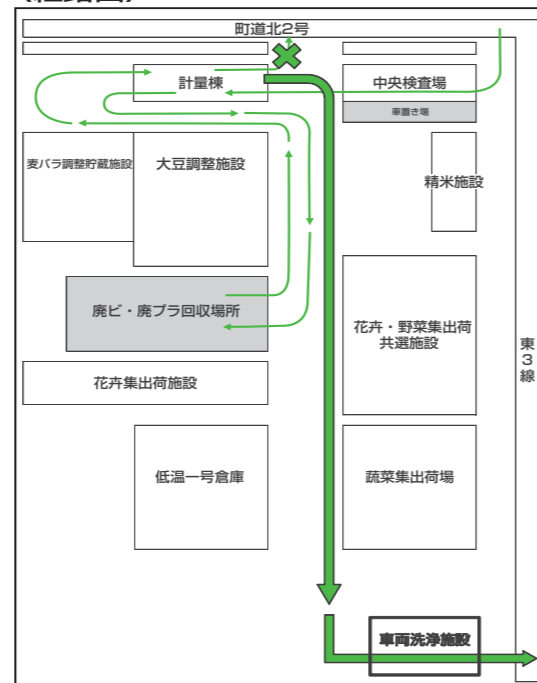 町道北2号
計量棟
中央検査場
車置き場
麦バラ調整貯蔵施設
大豆調整施設
精米施設
廃ビ・廃プラ回収場所
花卉・野菜集出荷
共選施設
東3線
花卉集出荷施設
低温一号倉庫
蔬菜集出荷場
車両洗浄施設